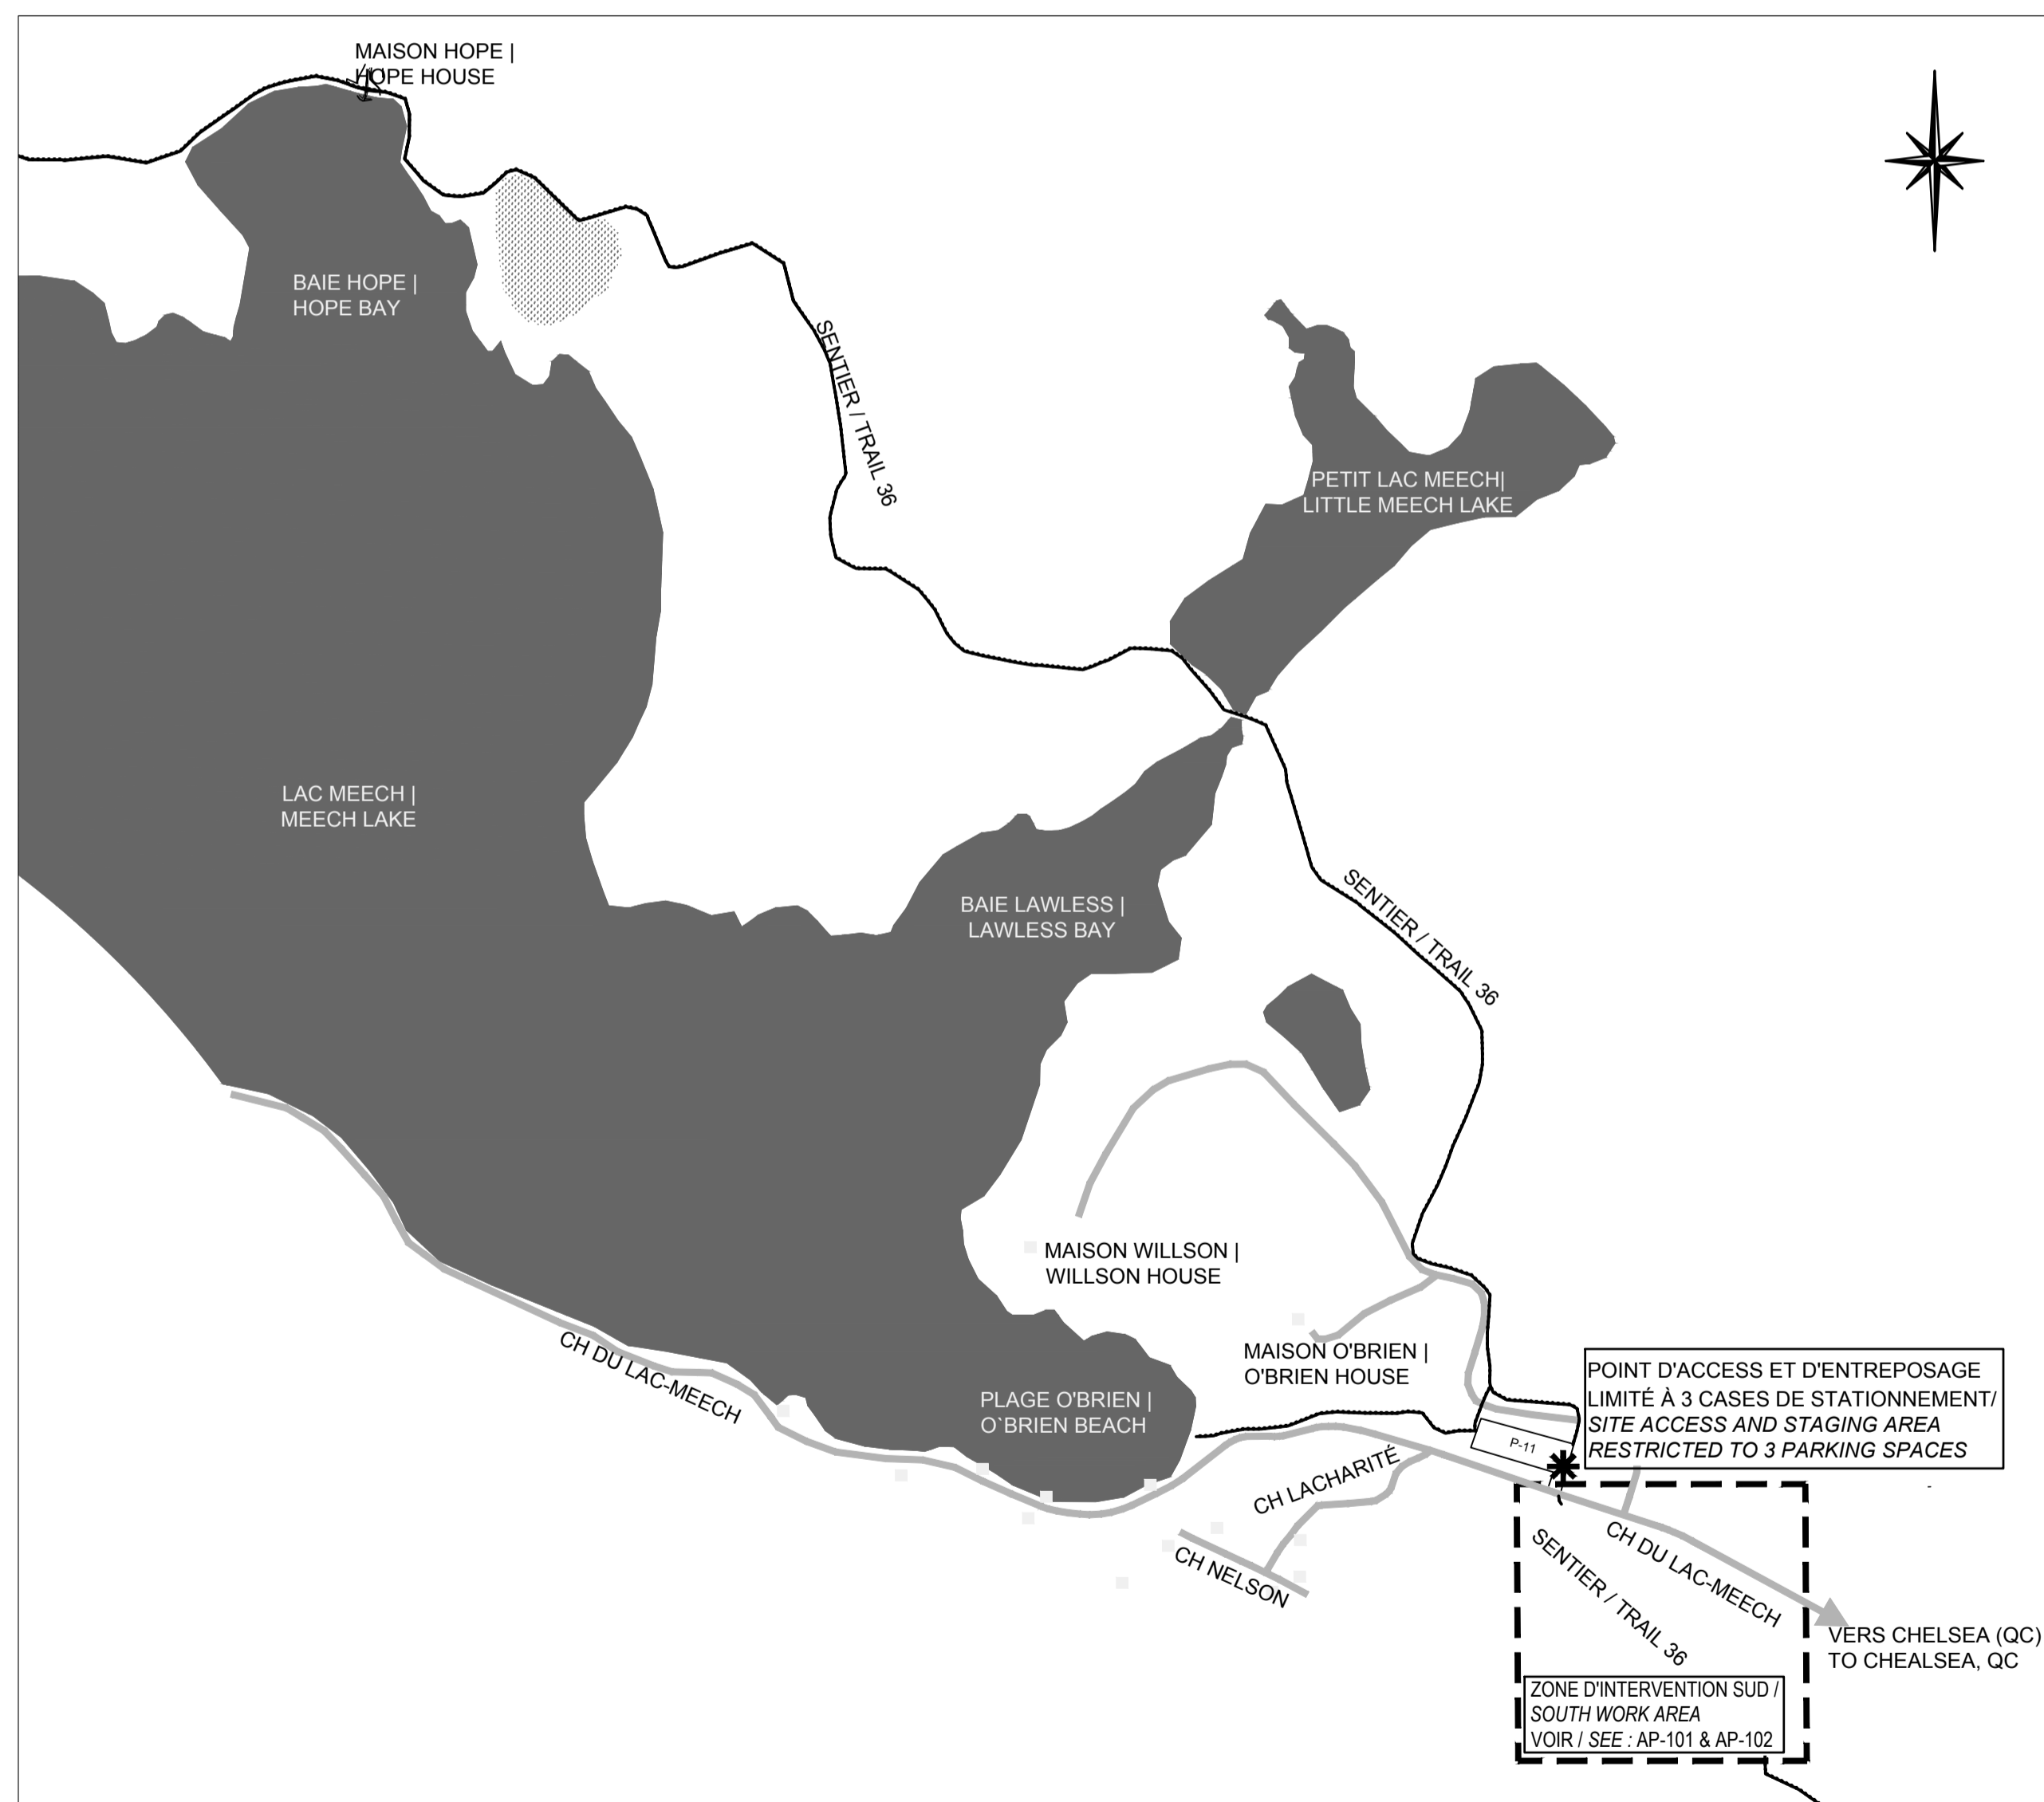 MAISON HOPE |
HOPE HOUSE
BAIE HOPE |
HOPE BAY
SENTIER / TRAIL 36
PETIT LAC MEECH|
LITTLE MEECH LAKE
LAC MEECH |
MEECH LAKE
BAIE LAWLESS |
LAWLESS BAY
SENTIER / TRAIL 36
MAISON WILLSON |
WILLSON HOUSE
CH DU LAC-MEECH
MAISON O'BRIEN |
O'BRIEN HOUSE
PLAGE O'BRIEN |
O`BRIEN BEACH
POINT D'ACCESS ET D'ENTREPOSAGE
LIMITÉ À 3 CASES DE STATIONNEMENT/
SITE ACCESS AND STAGING AREA
RESTRICTED TO 3 PARKING SPACES
P-11
CH LACHARITÉ
CH NELSON
CH DU LAC-MEECH
SENTIER / TRAIL 36
VERS CHELSEA (QC)
TO CHEALSEA, QC
ZONE D'INTERVENTION SUD /
SOUTH WORK AREA
VOIR / SEE : AP-101 & AP-102